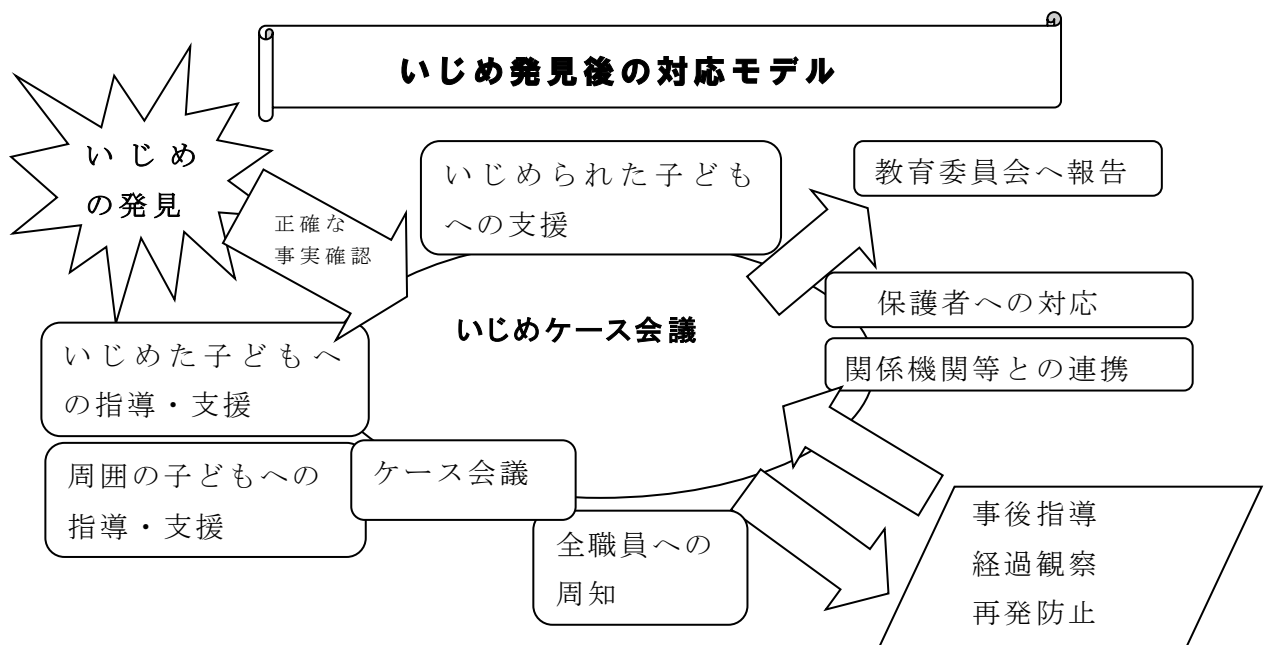 いじめ発見後の対応モデル
いじめ
の発見
正確な
事実確認
いじめられた子ども
への支援
教育委員会へ報告
保護者への対応
関係機関等との連携
いじめケース会議
いじめた子どもへ
の指導・支援
周囲の子どもへの
指導・支援
ケース会議
全職員への
周知
事後指導
経過観察
再発防止